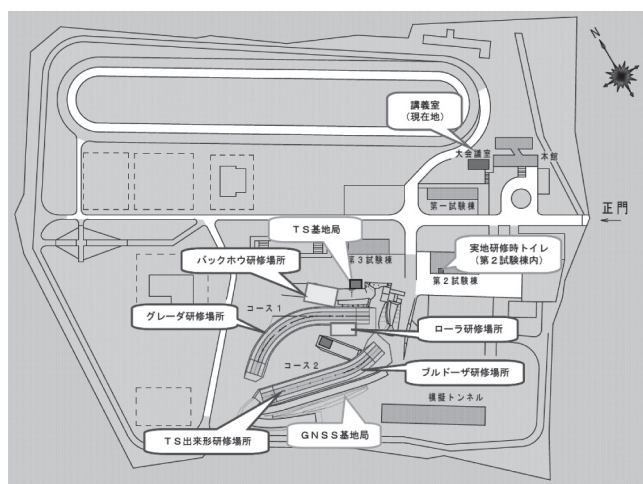 N
講義室
(現在地)
大会議室
本館
正門
第一試験棟
TS基地局
実地研修時トイレ
(第2試験棟内)
バックホウ研修場所
第3試験棟
第2試験棟
グレーダ研修場所
コース1
ローラ研修場所
コース2
ブルドーザ研修場所
模擬トンネル
TS出来形研修場所
GNSS基地局